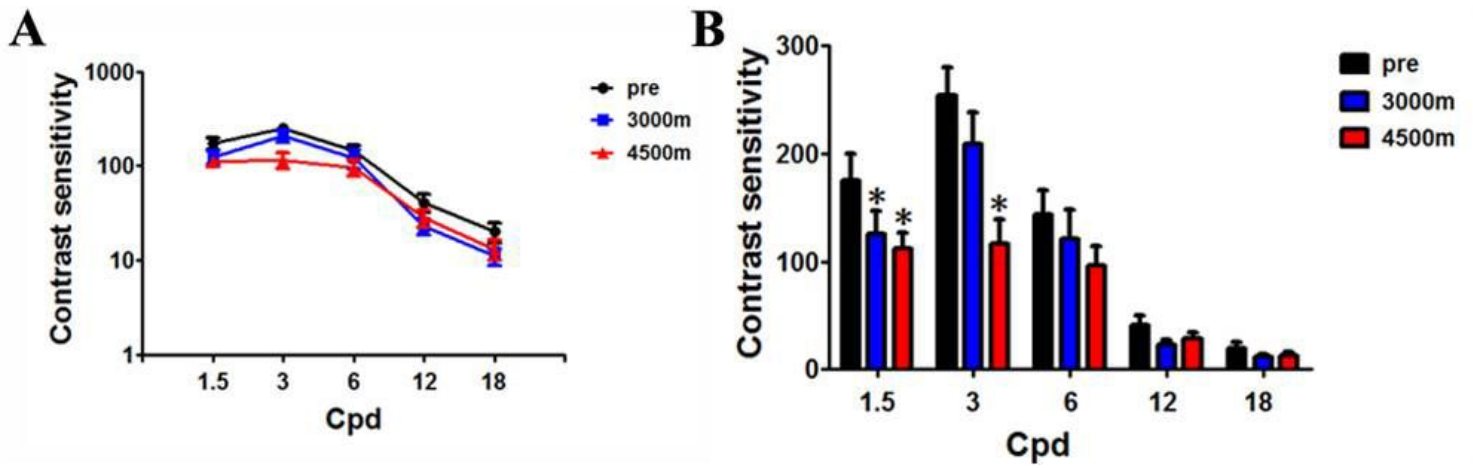 A
Contrast sensitivity
1000
100
10
1
1.5 3 6 12 18
Cpd
pre
3000m
4500m
B
Contrast sensitivity
300
200
100
0
* * *
1.5 3 6 12 18
Cpd
pre
3000m
4500m